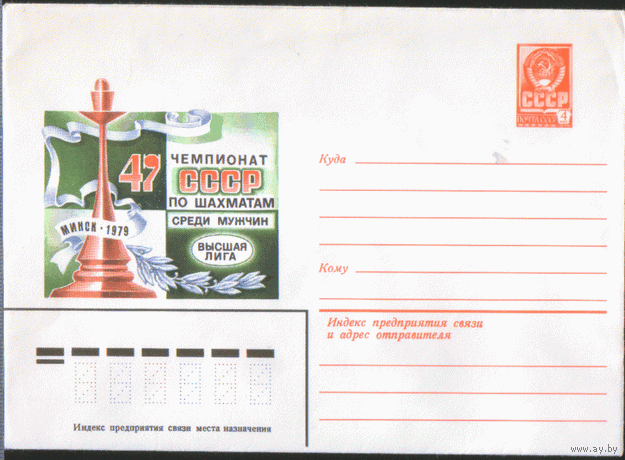 СССР
ПОЧТА СССР 4
47 ЧЕМПИОНАТ
СССР
ПО ШАХМАТАМ
СРЕДИ МУЖЧИН
ВЫСШАЯ
ЛИГА
МИНСК · 1979
Куда
Кому
Индекс предприятия связи
и адрес отправителя
Индекс предприятия связи места назначения
www.ay.by